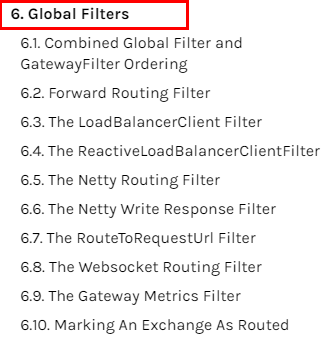 6. Global Filters
6.1. Combined Global Filter and
GatewayFilter Ordering
6.2. Forward Routing Filter
6.3. The LoadBalancerClient Filter
6.4. The ReactiveLoadBalancerClientFilter
6.5. The Netty Routing Filter
6.6. The Netty Write Response Filter
6.7. The RouteToRequestUrl Filter
6.8. The Websocket Routing Filter
6.9. The Gateway Metrics Filter
6.10. Marking An Exchange As Routed